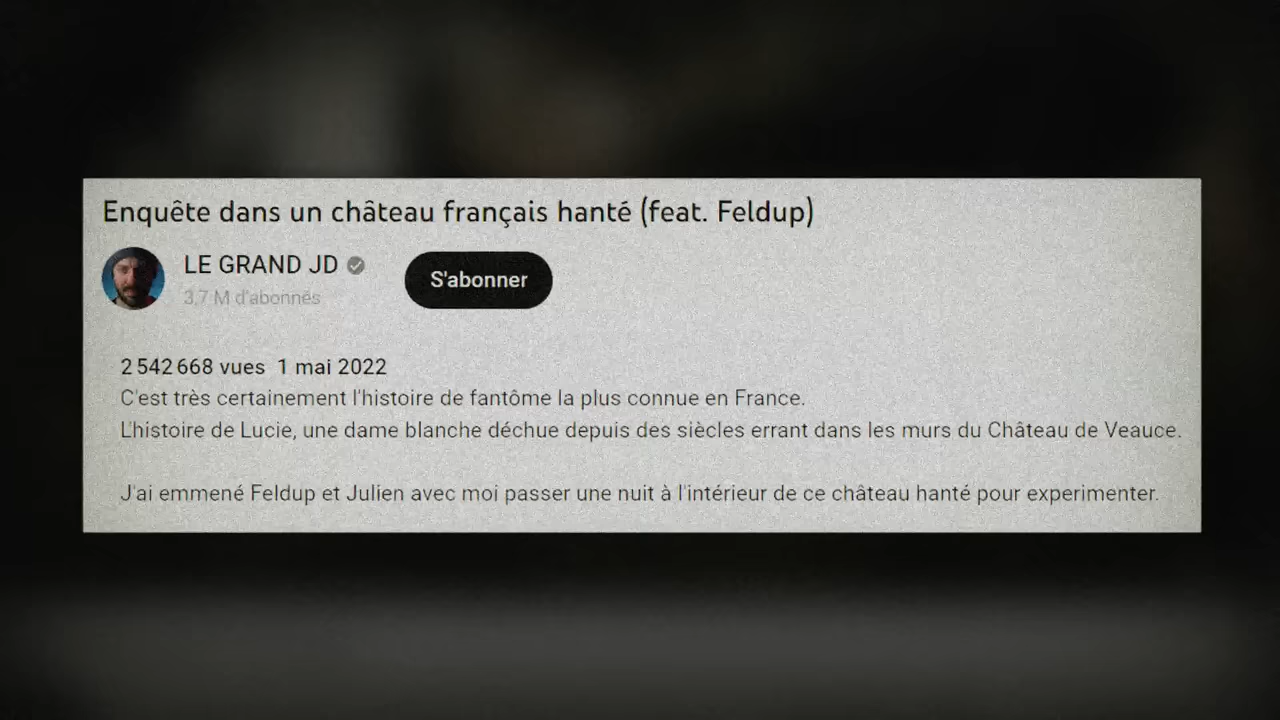 Enquête dans un château français hanté (feat. Feldup)
LE GRAND JD
3,7 M d'abonnés
S'abonner
2 542 668 vues 1 mai 2022
C'est très certainement l'histoire de fantôme la plus connue en France.
L'histoire de Lucie, une dame blanche déchue depuis des siècles errant dans les murs du Château de Veauce.
J'ai emmené Feldup et Julien avec moi passer une nuit à l'intérieur de ce château hanté pour experimenter.